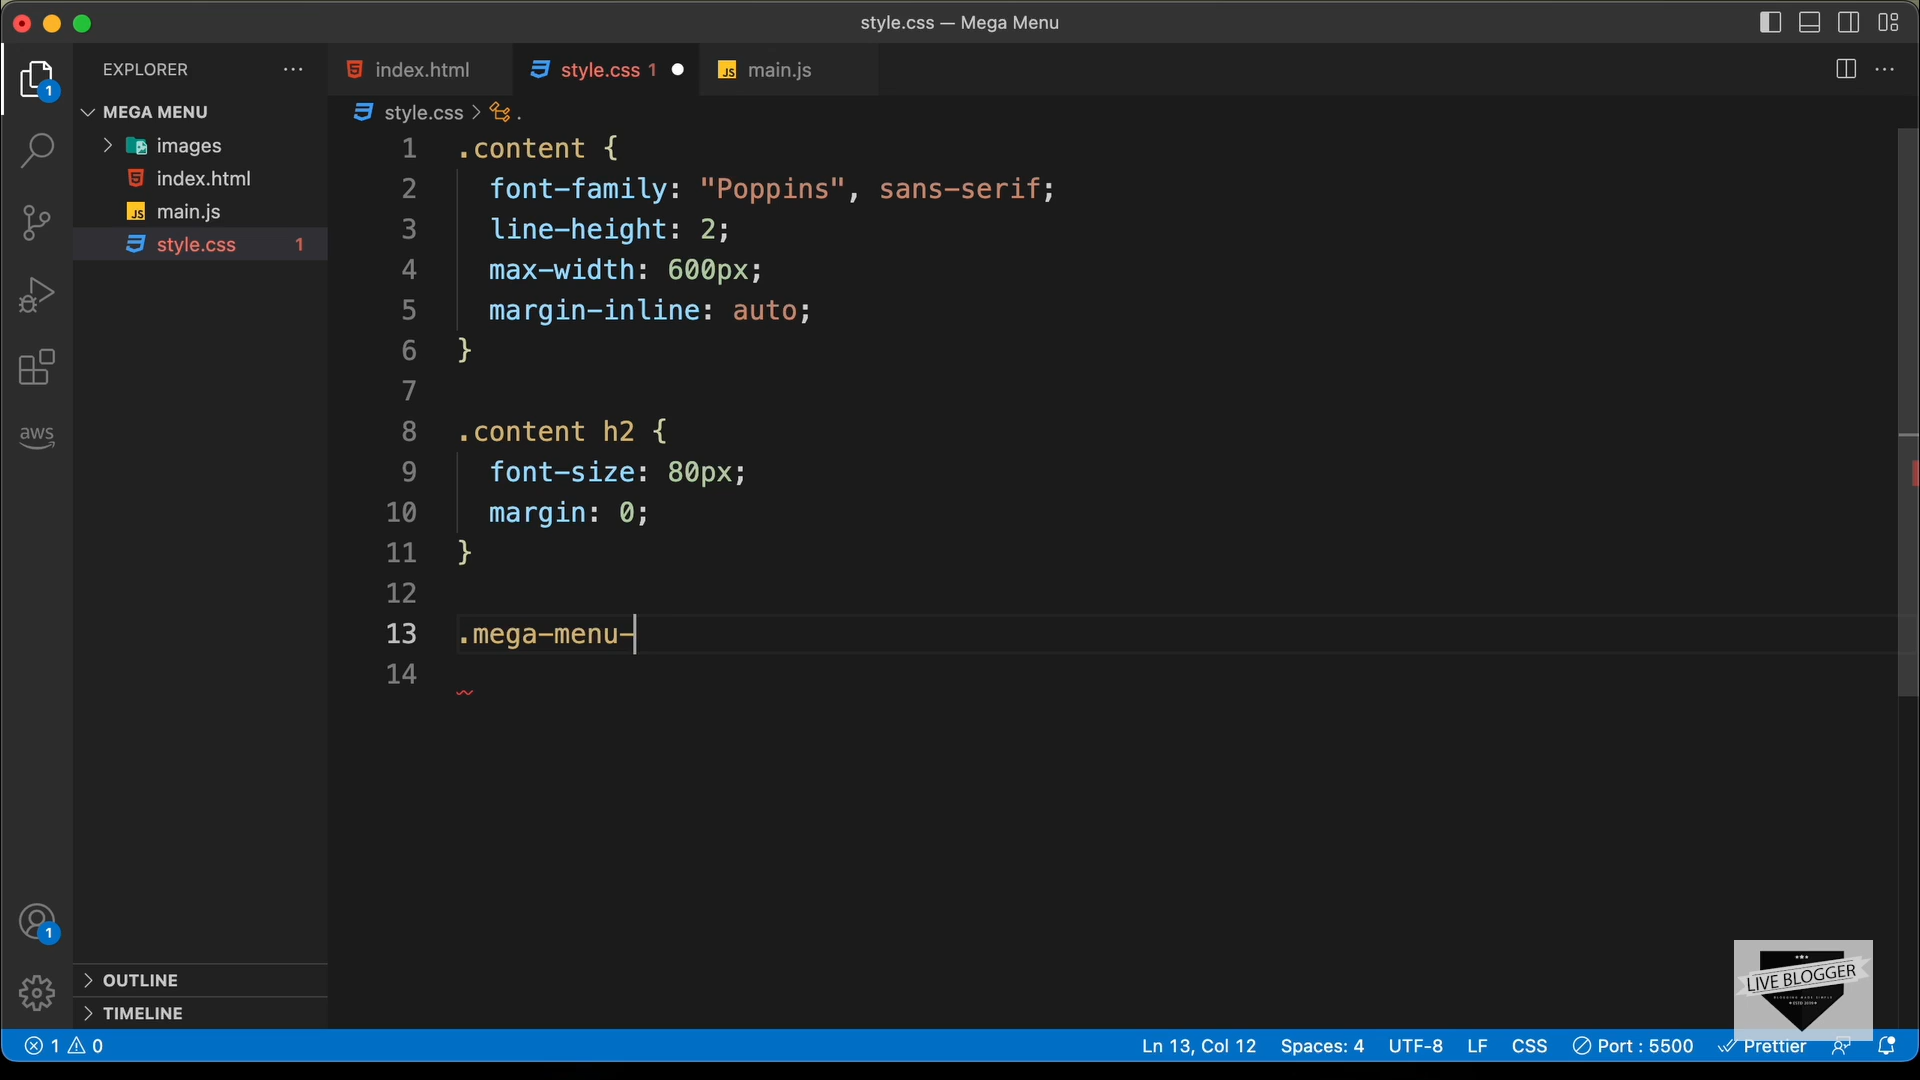 style.css — Mega Menu
EXPLORER
MEGA MENU
images
index.html
main.js
style.css 1
index.html
style.css 1
main.js
style.css > .
1 .content {
2 font-family: "Poppins", sans-serif;
3 line-height: 2;
4 max-width: 600px;
5 margin-inline: auto;
6 }
7
8 .content h2 {
9 font-size: 80px;
10 margin: 0;
11 }
12
13 .mega-menu-
14
1
aws
1
OUTLINE
TIMELINE
LIVE BLOGGER
1 0
Ln 13, Col 12
Spaces: 4
UTF-8
LF
CSS
Port : 5500
Prettier